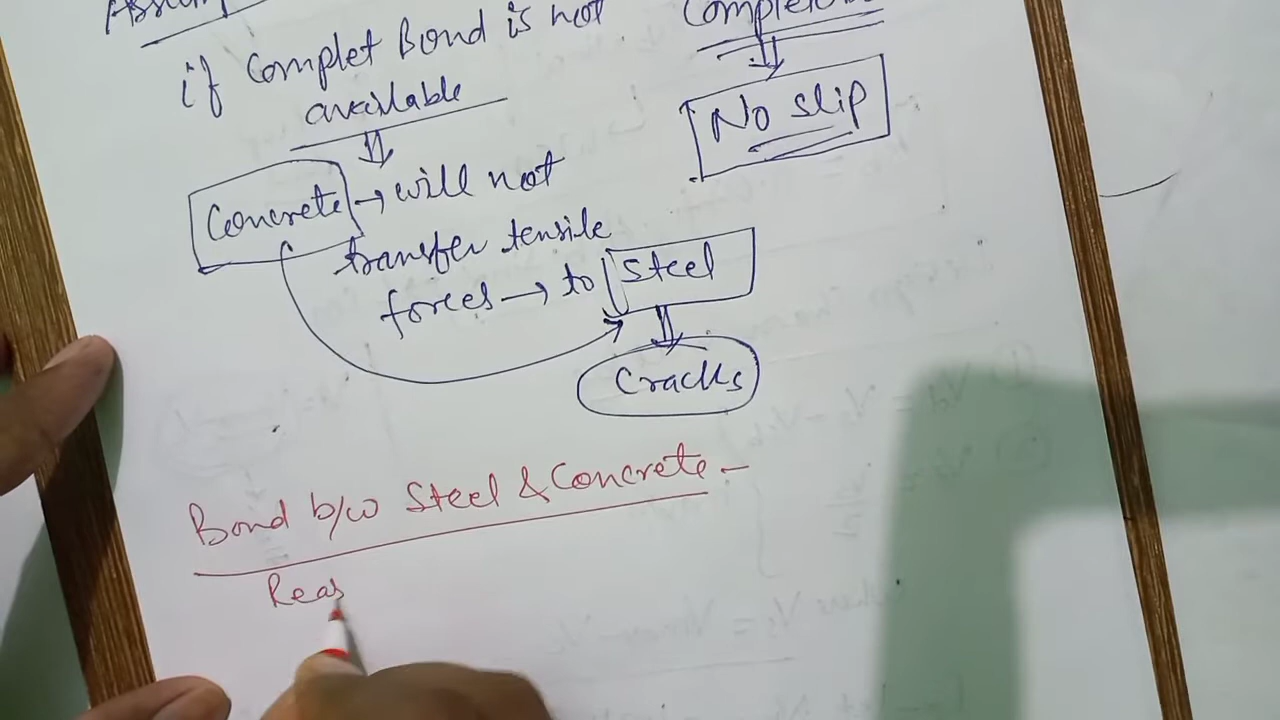 if Complet Bond is not
available
Concrete → will not
transfer tensile
forces → to Steel
Cracks
No slip
Bond b/w Steel & Concrete -
Reas